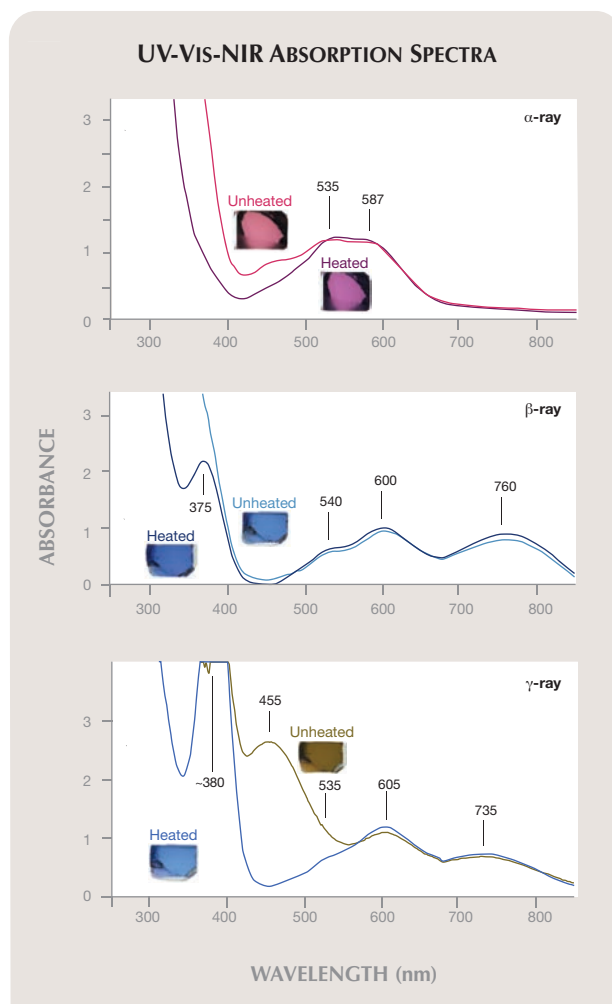 UV-VIS-NIR ABSORPTION SPECTRA
α-ray
3
2
1
0
Unheated
535
587
Heated
300 400 500 600 700 800
β-ray
3
2
1
0
375
Heated
Unheated
540
600
760
300 400 500 600 700 800
γ-ray
3
2
1
0
~380
455
Unheated
535
605
735
Heated
300 400 500 600 700 800
ABSORBANCE
WAVELENGTH (nm)